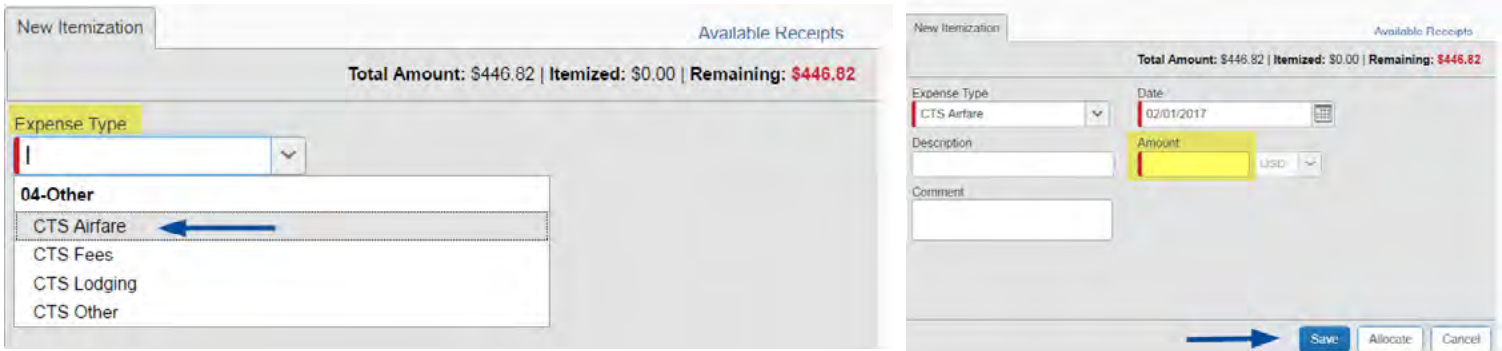 New Itemization
Available Receipts
Total Amount: $446.82 | Itemized: $0.00 | Remaining: $446.82
Expense Type
04-Other
CTS Airfare
CTS Fees
CTS Lodging
CTS Other
New Itemization
Available Receipts
Total Amount: $446.82 | Itemized: $0.00 | Remaining: $446.82
Expense Type Date
CTS Airfare 02/01/2017
Description Amount
USD
Comment
Save Allocate Cancel